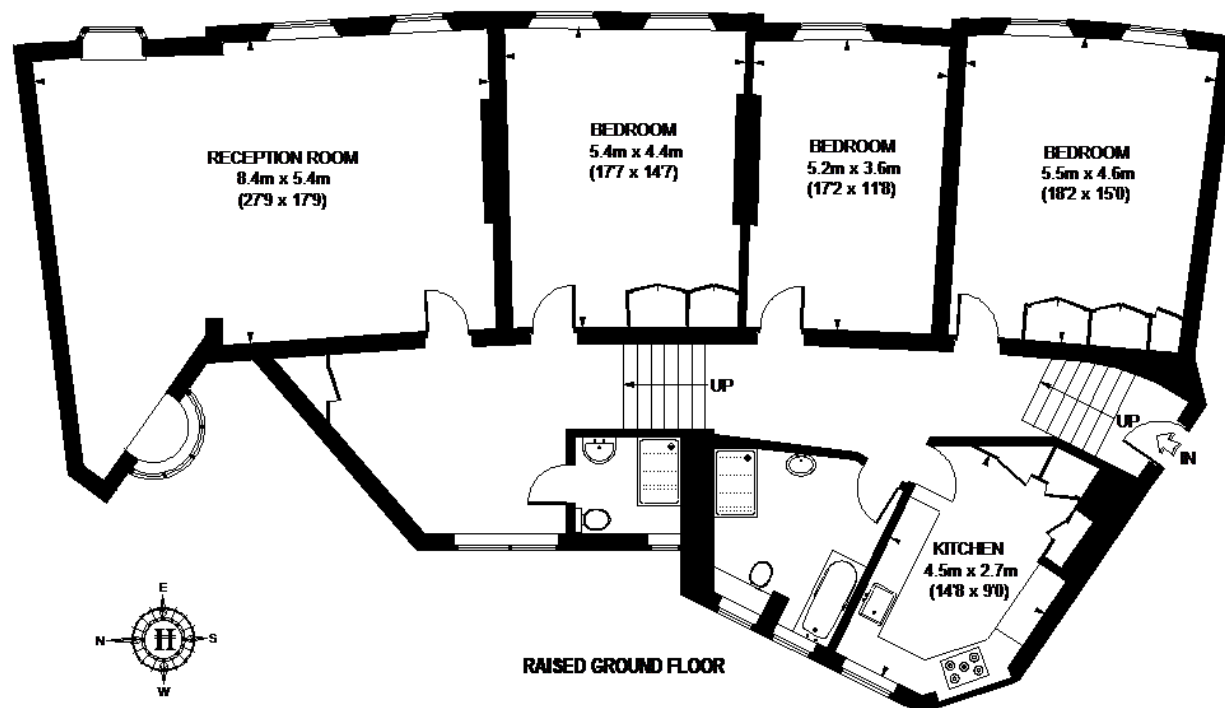 RECEPTION ROOM
8.4m x 5.4m
(27'9 x 17'9)
BEDROOM
5.4m x 4.4m
(17'7 x 14'7)
BEDROOM
5.2m x 3.6m
(17'2 x 11'8)
BEDROOM
5.5m x 4.6m
(18'2 x 15'0)
UP
UP
IN
KITCHEN
4.5m x 2.7m
(14'8 x 9'0)
E
N H S
W
RAISED GROUND FLOOR